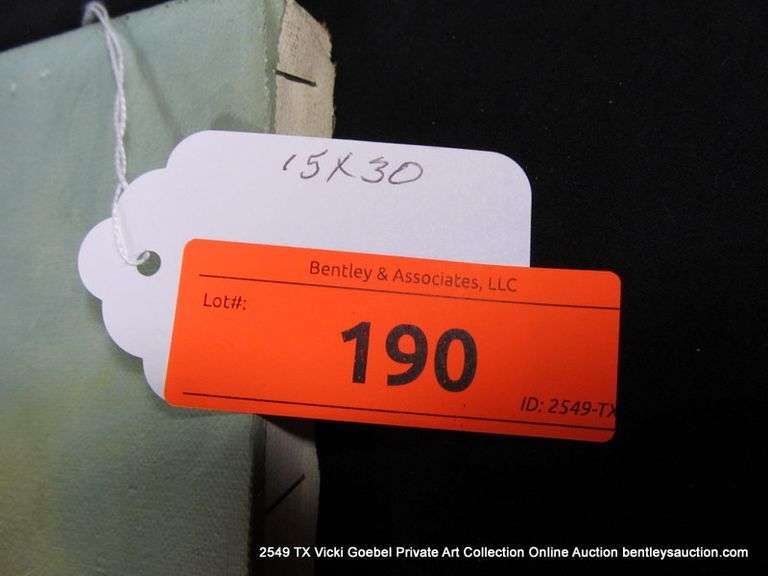 15X30
Bentley & Associates, LLC
Lot#:
190
ID: 2549-TX
2549 TX Vicki Goebel Private Art Collection Online Auction bentleysauction.com